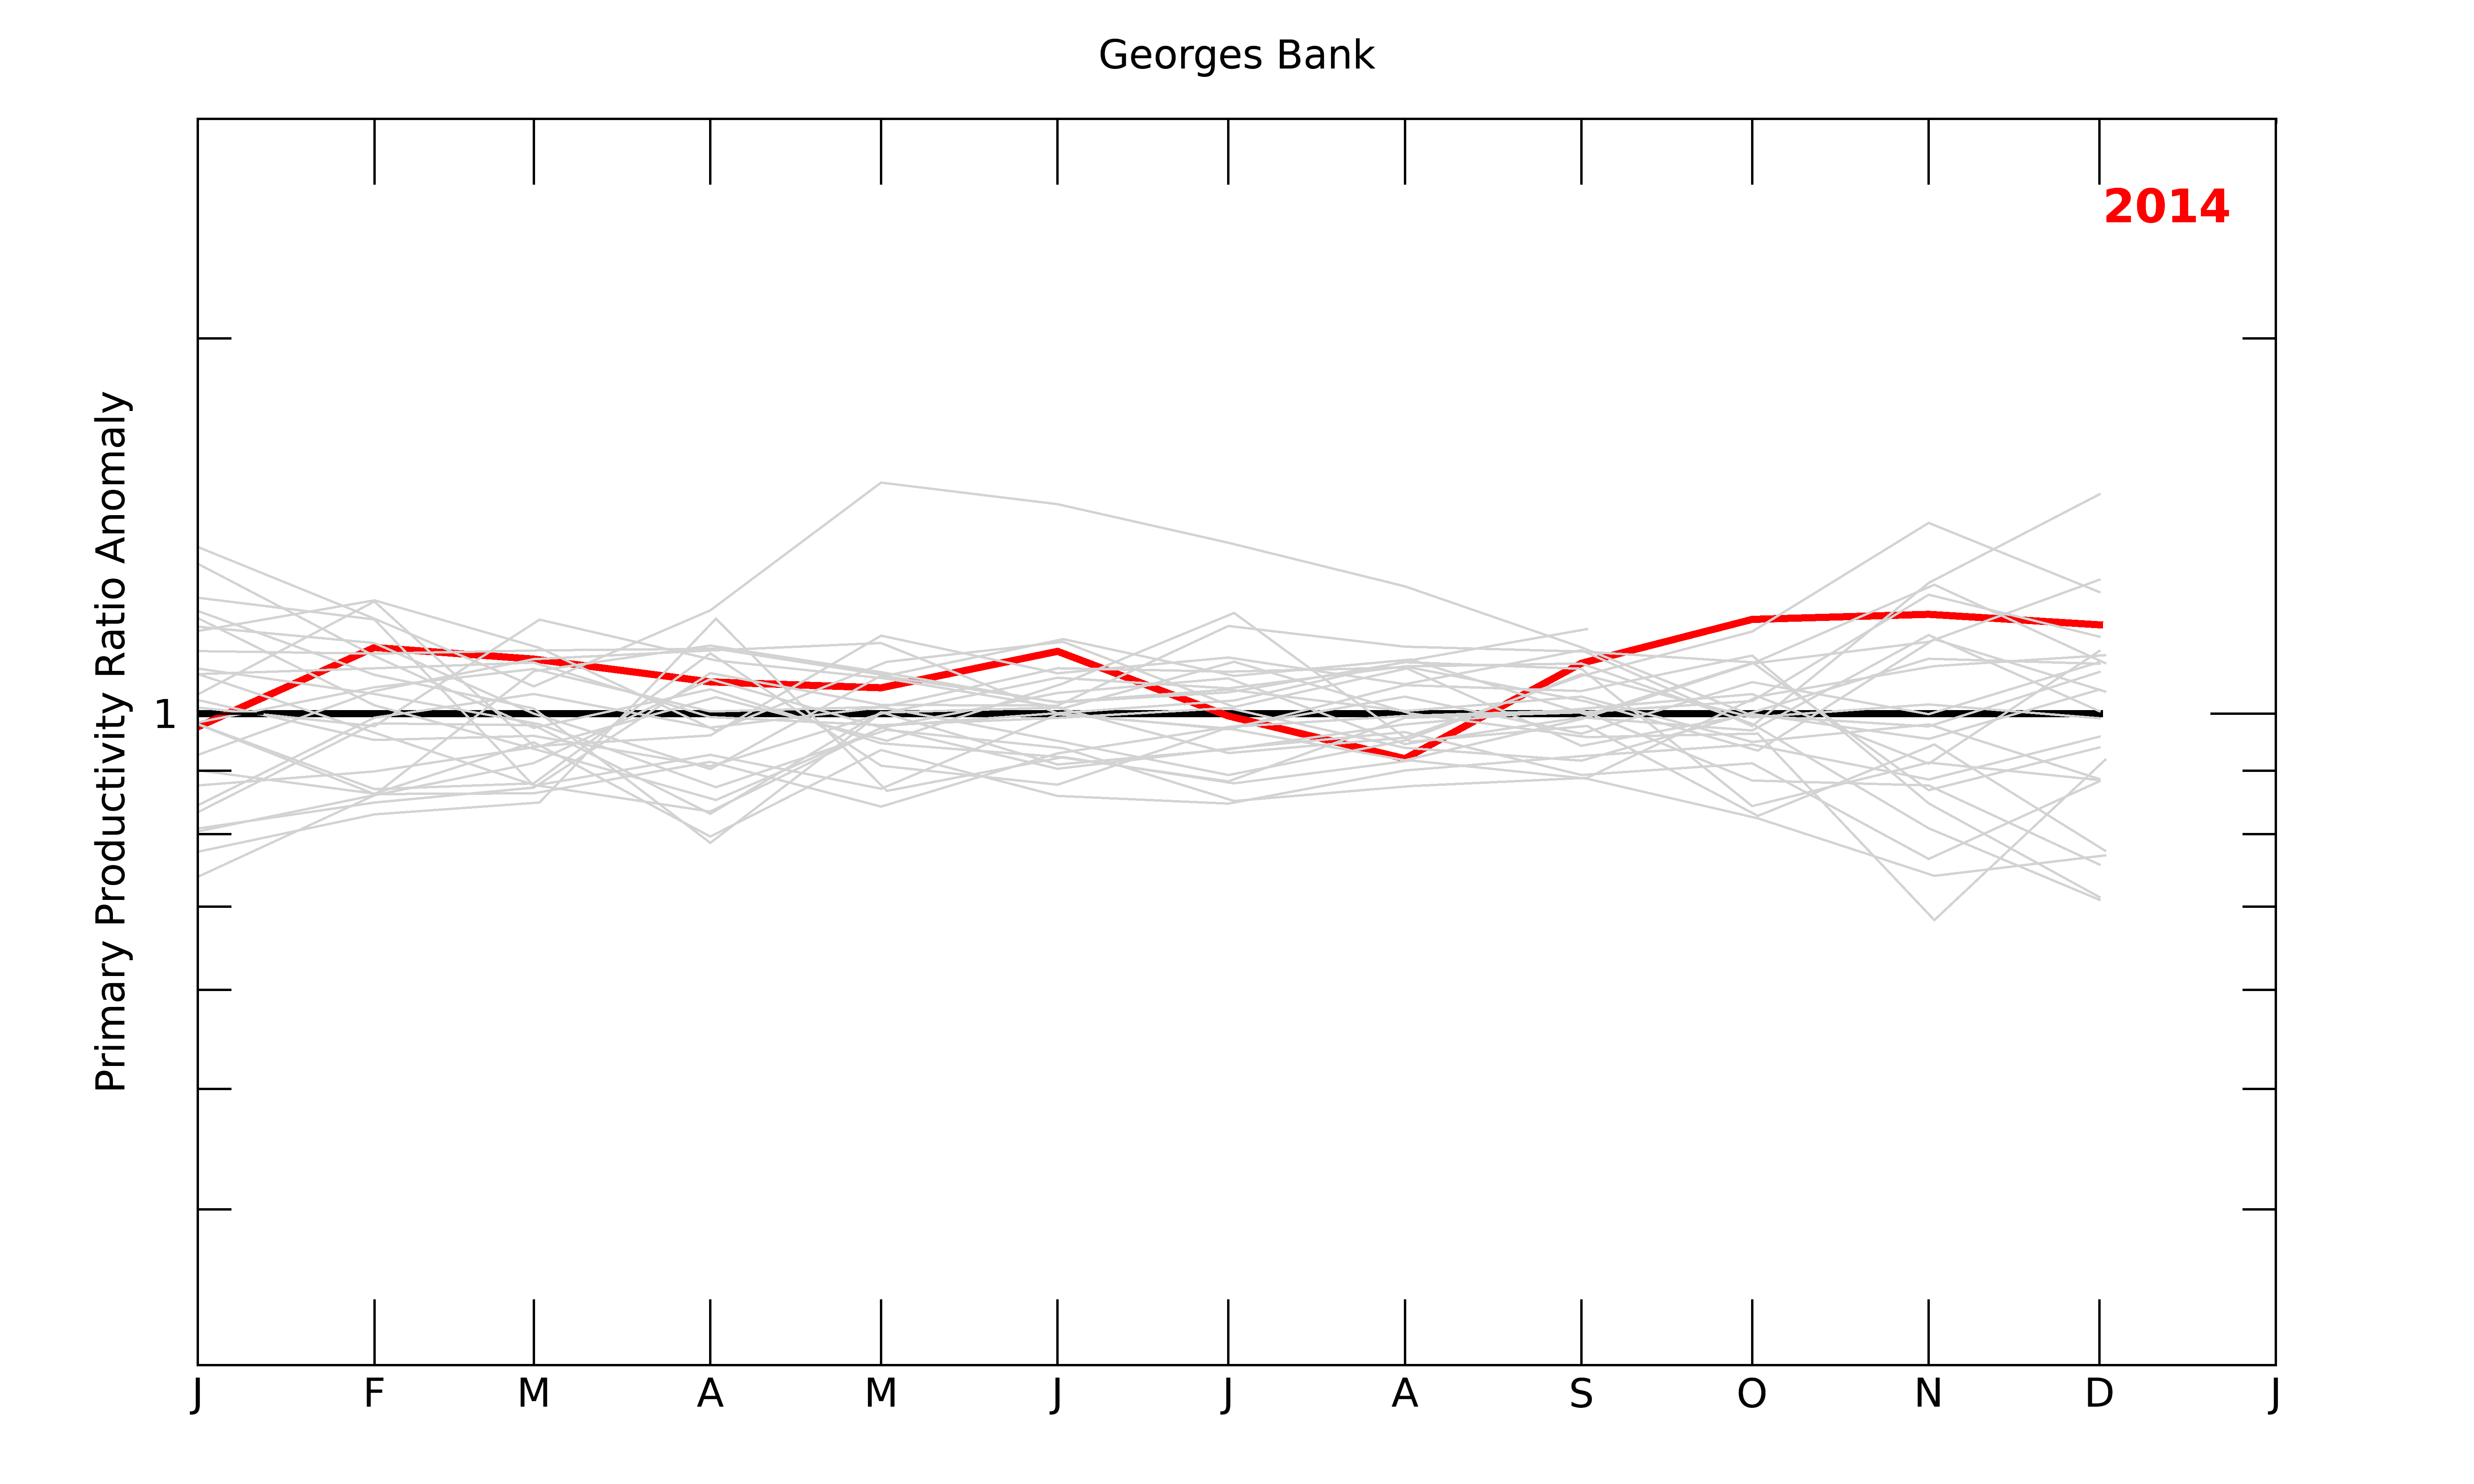 Georges Bank
2014
Primary Productivity Ratio Anomaly
1
J F M A M J J A S O N D J